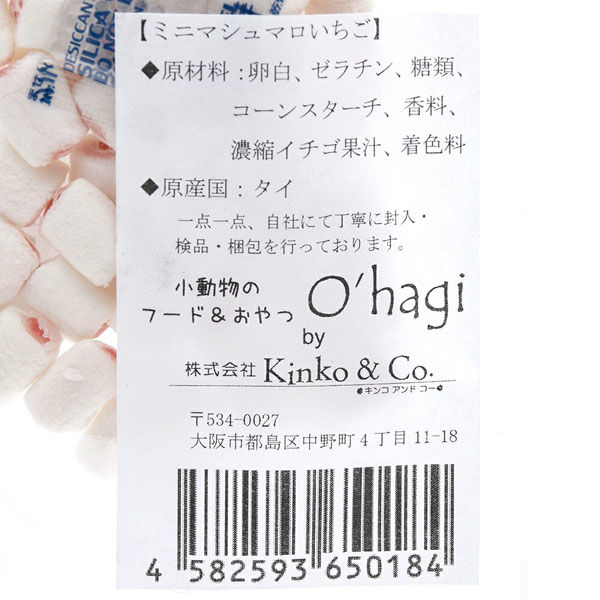 DESICCANT
SILICA
DO NO
【ミニマシュマロいちご】
◆原材料：卵白、ゼラチン、糖類、
コーンスターチ、香料、
濃縮イチゴ果汁、着色料
◆原産国：タイ
一点一点、自社にて丁寧に封入・
検品・梱包を行っております。
小動物の
フード＆おやつ
O'hagi
by
株式会社 Kinko & Co.
キンコ アンド コー
〒534-0027
大阪市都島区中野町4丁目11-18
4 582593 650184